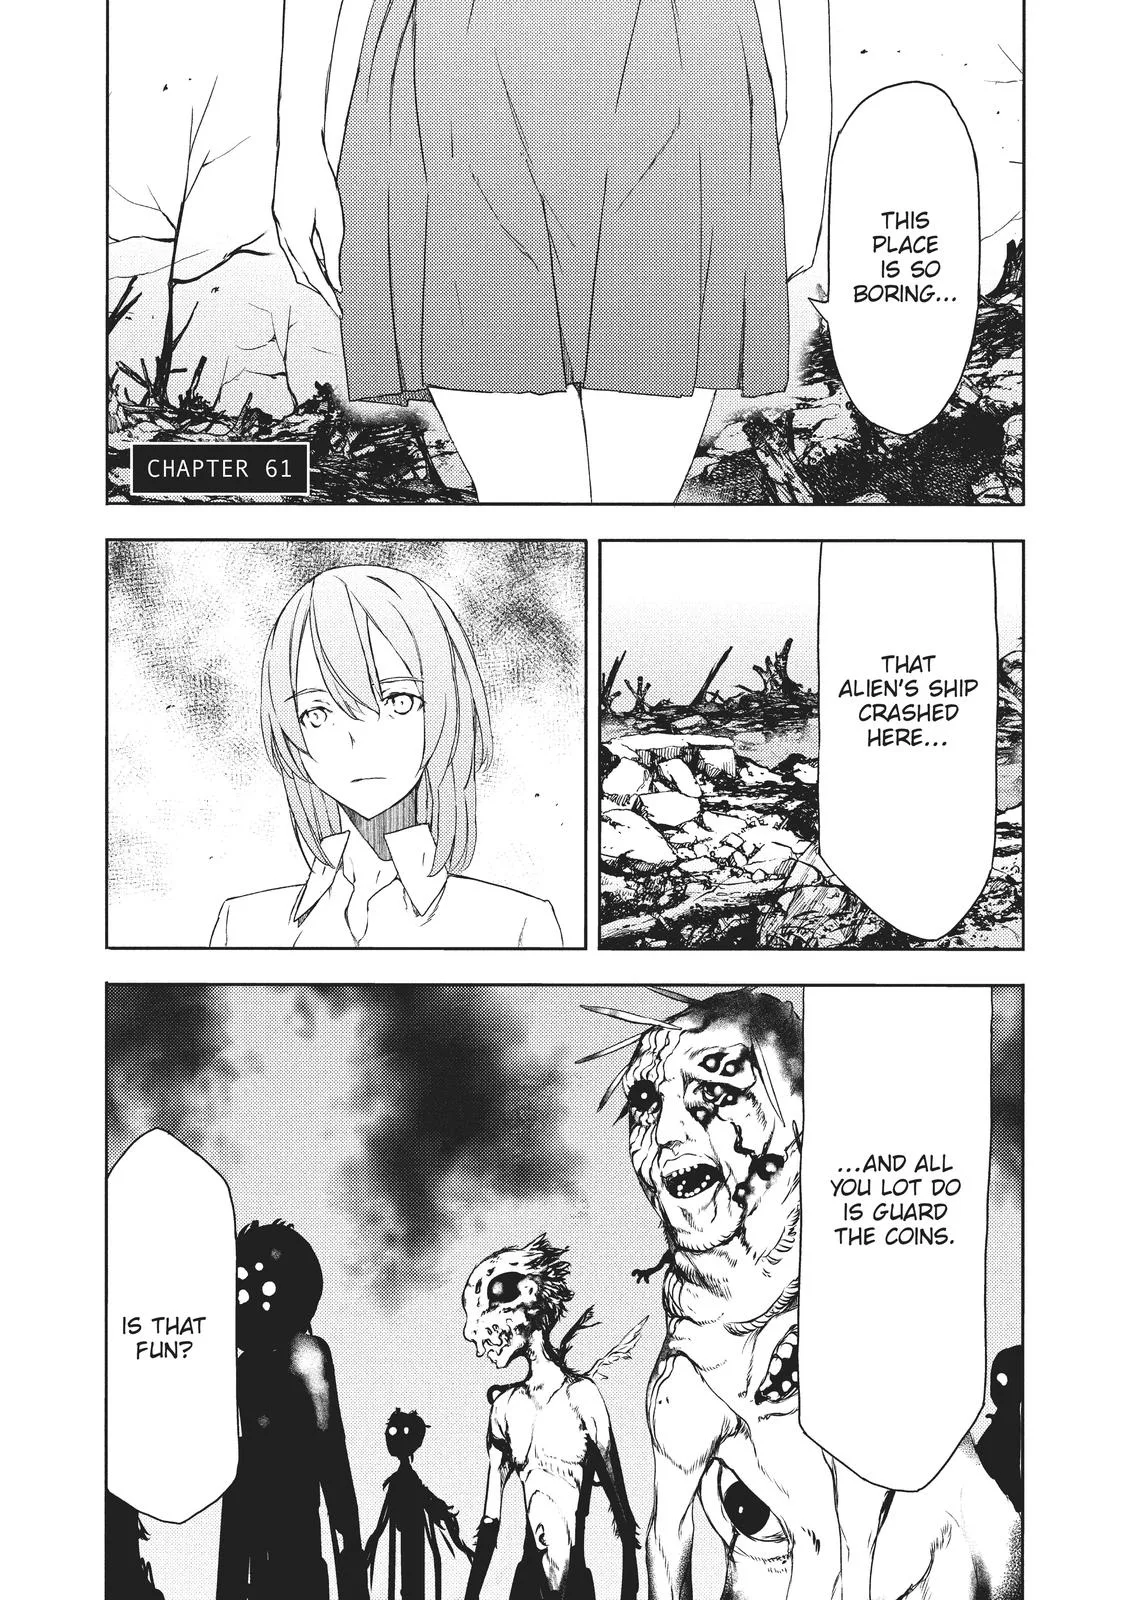 THIS
PLACE
IS SO
BORING...
CHAPTER 61
THAT
ALIEN'S SHIP
CRASHED
HERE...
...AND ALL
YOU LOT DO
IS GUARD
THE COINS.
IS THAT
FUN?